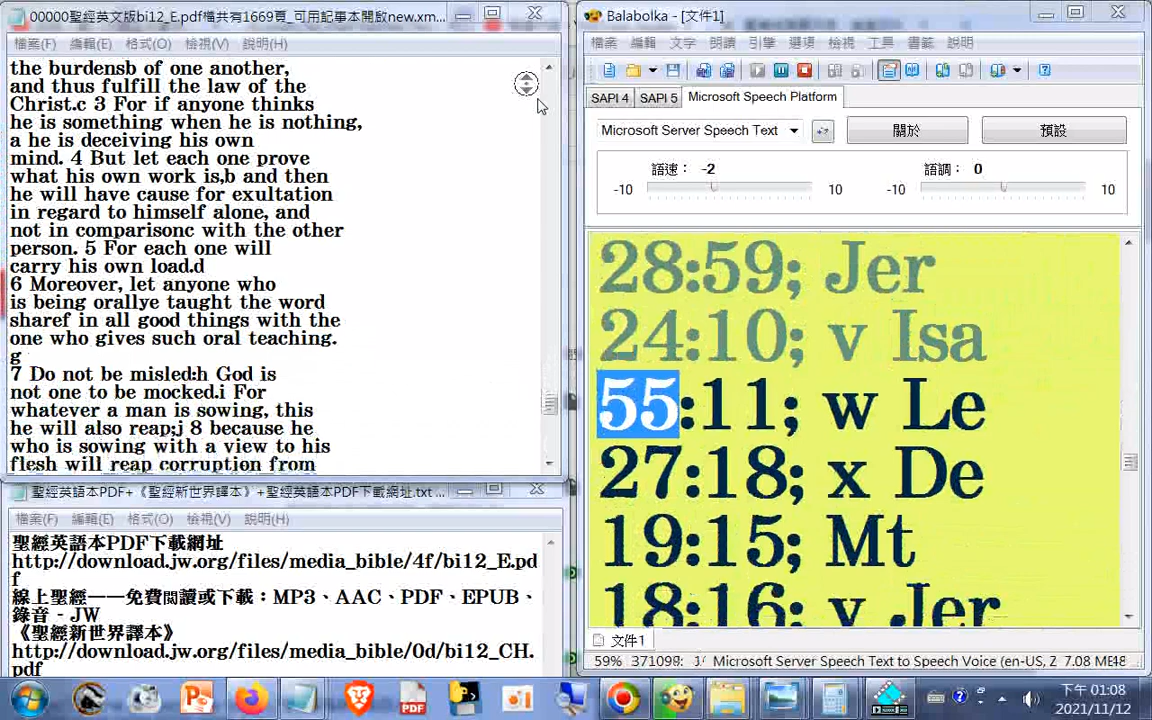 00000聖經英文版bi12_E.pdf檔共有1669頁_可用記事本開啟new.xm...
檔案(F) 編輯(E) 格式(O) 檢視(V) 說明(H)
the burdensb of one another,
and thus fulfill the law of the
Christ.c 3 For if anyone thinks
he is something when he is nothing,
a he is deceiving his own
mind. 4 But let each one prove
what his own work is,b and then
he will have cause for exultation
in regard to himself alone, and
not in comparisonc with the other
person. 5 For each one will
carry his own load.d
6 Moreover, let anyone who
is being orallye taught the word
sharef in all good things with the
one who gives such oral teaching.
g
7 Do not be misled:h God is
not one to be mocked.i For
whatever a man is sowing, this
he will also reap;j 8 because he
who is sowing with a view to his
flesh will reap corruption from
聖經英語本PDF+《聖經新世界譯本》+聖經英語本PDF下載網址.txt ...
檔案(F) 編輯(E) 格式(O) 檢視(V) 說明(H)
聖經英語本PDF下載網址
http://download.jw.org/files/media_bible/4f/bi12_E.pd
f
線上聖經——免費閱讀或下載：MP3、AAC、PDF、EPUB、
錄音 - JW
《聖經新世界譯本》
http://download.jw.org/files/media_bible/0d/bi12_CH.
pdf
Balabolka - [文件1]
檔案 編輯 文字 朗讀 引擎 選項 檢視 工具 書籤 說明
SAPI 4 SAPI 5 Microsoft Speech Platform
Microsoft Server Speech Text 關於 預設
語速： -2 語調： 0
-10 10 -10 10
28:59; Jer
24:10; v Isa
55:11; w Le
27:18; x De
19:15; Mt
18:16; y Jer
文件1
59% 371098: Microsoft Server Speech Text to Speech Voice (en-US, 2 7.08 ME48
下午 01:08
2021/11/12